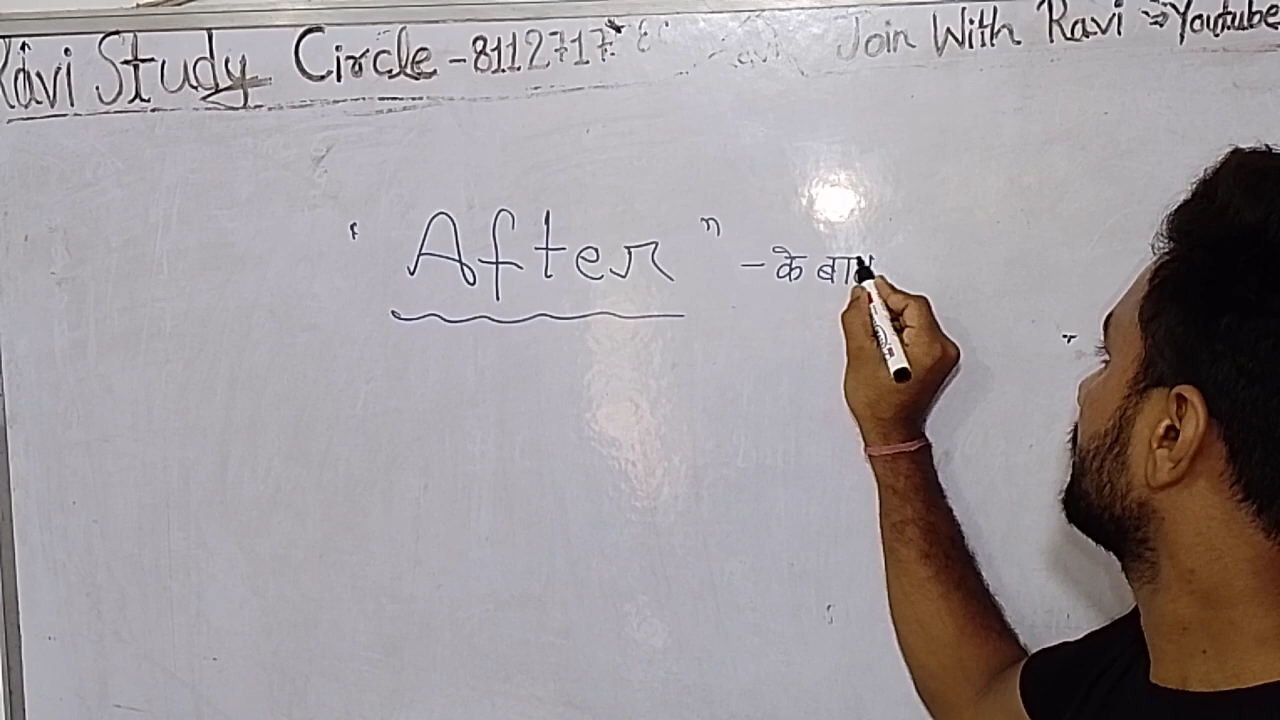 Ravi Study Circle - 8112717* Join With Ravi ⇒ Youtube
" After " - के बाद